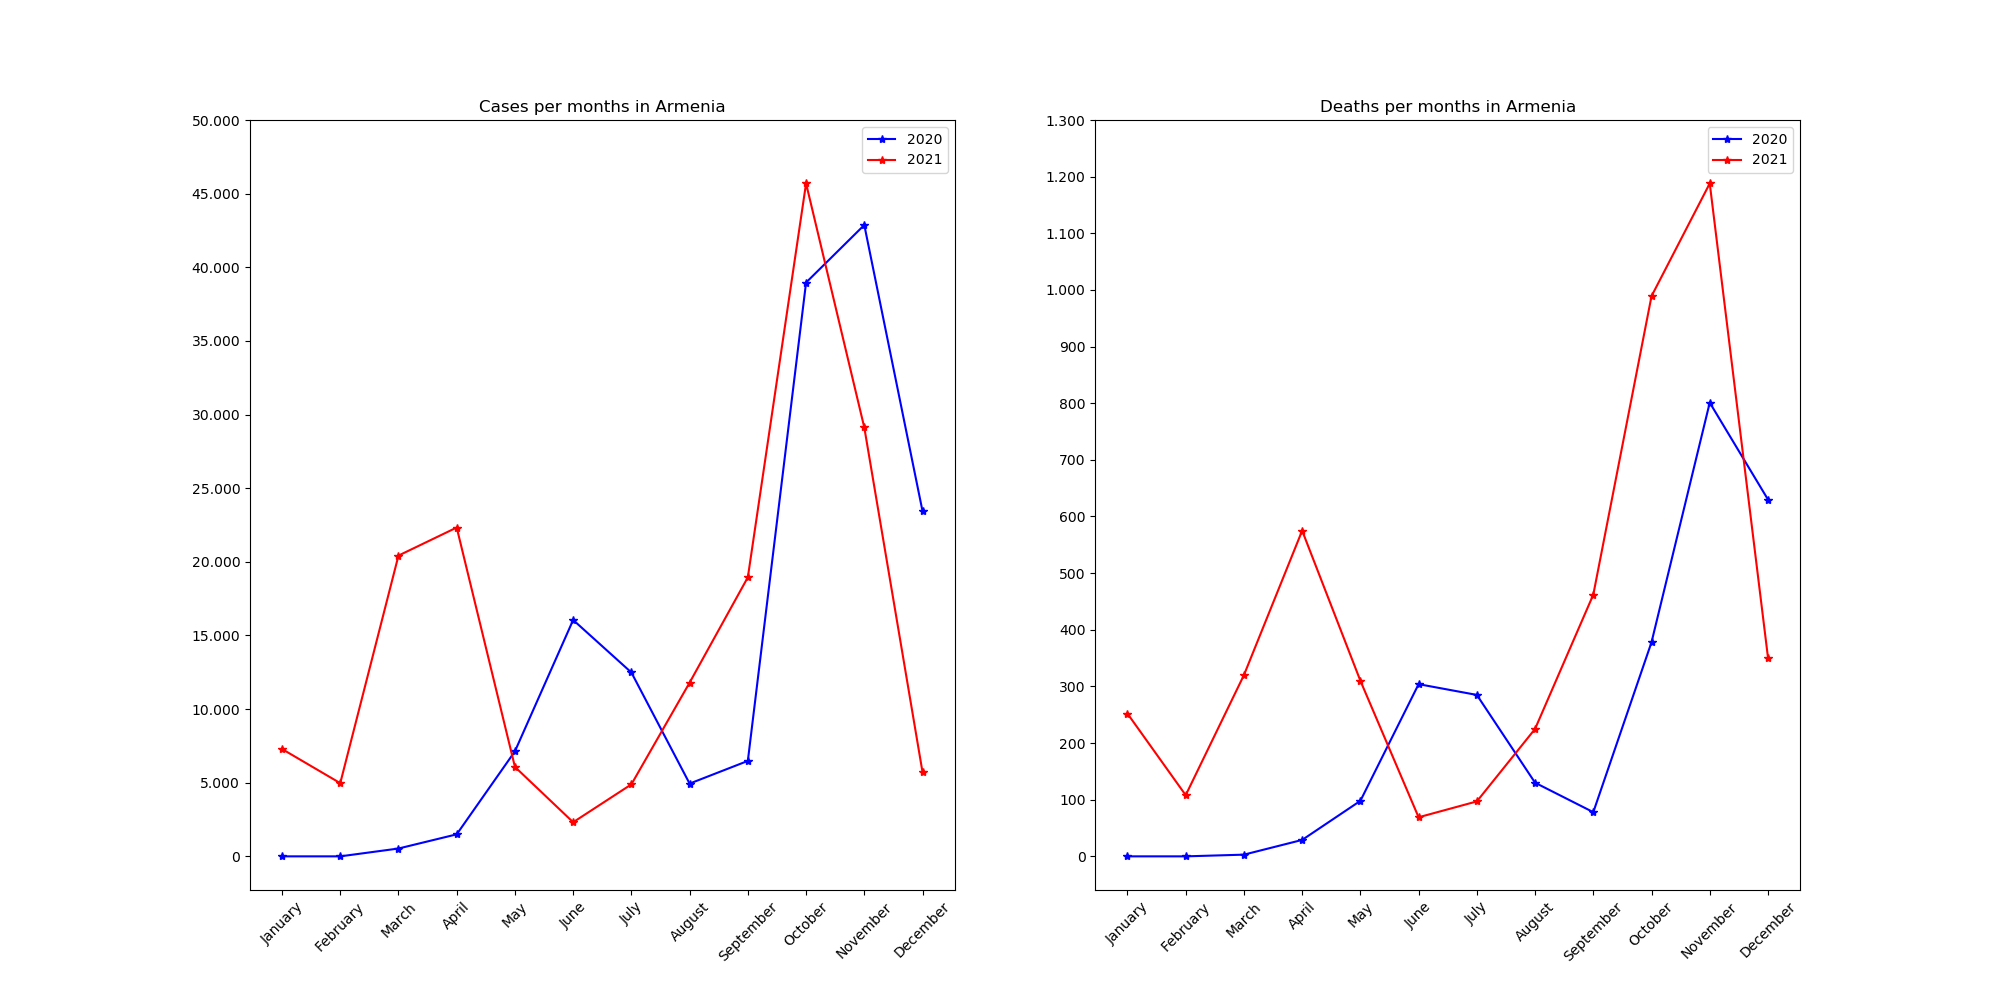 Cases per months in Armenia
50.000
45.000
40.000
35.000
30.000
25.000
20.000
15.000
10.000
5.000
0
2020
2021
January
February
March
April
May
June
July
August
September
October
November
December
Deaths per months in Armenia
1.300
1.200
1.100
1.000
900
800
700
600
500
400
300
200
100
0
2020
2021
January
February
March
April
May
June
July
August
September
October
November
December